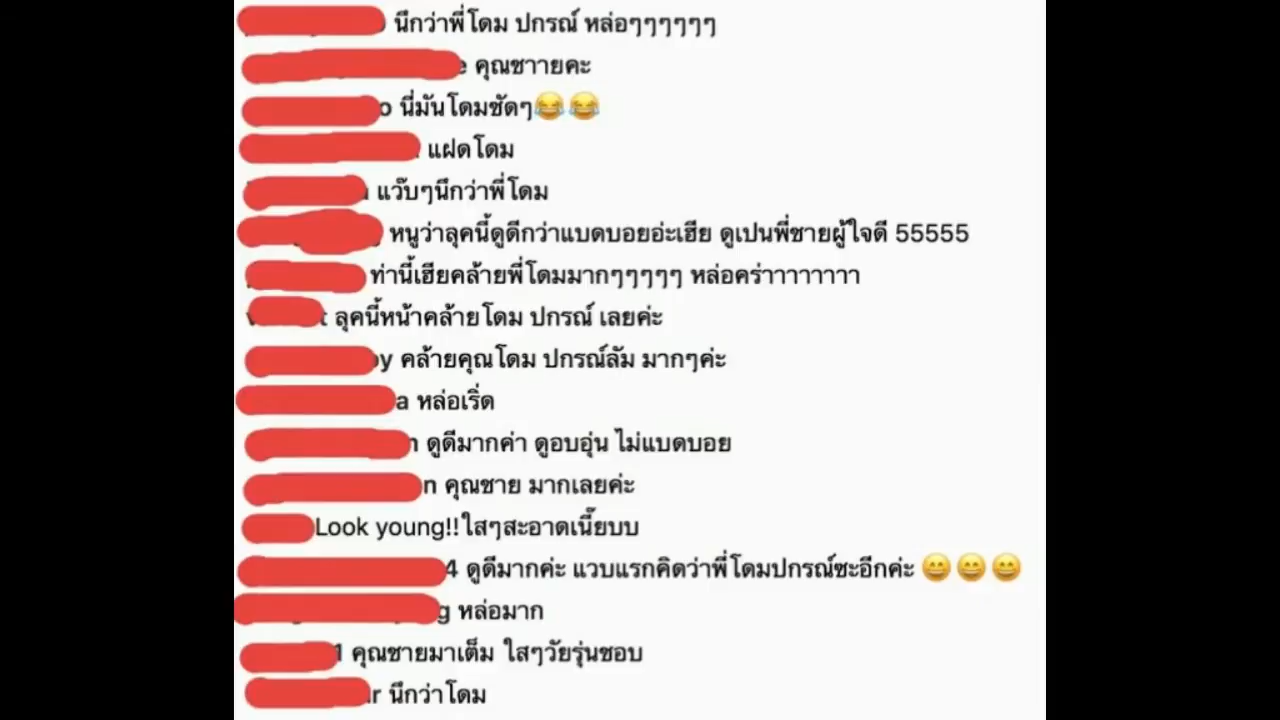 นึกว่าพี่โดม ปกรณ์ หล่อๆๆๆๆๆๆ
e คุณชาายคะ
o นี่มันโดมชัดๆ😂😂
แฝดโดม
แว๊บๆนึกว่าพี่โดม
หนูว่าลุคนี้ดูดีกว่าแบดบอยอ่ะเฮีย ดูเปนพี่ชายผู้ใจดี 55555
ท่านี้เฮียคล้ายพี่โดมมากๆๆๆๆๆ หล่อคร่าาาาาาาาา
t ลุคนี้หน้าคล้ายโดม ปกรณ์ เลยค่ะ
py คล้ายคุณโดม ปกรณ์ลัม มากๆค่ะ
a หล่อเริ่ด
ดูดีมากค่า ดูอบอุ่น ไม่แบดบอย
n คุณชาย มากเลยค่ะ
Look young!!ใสๆสะอาดเนี๊ยบบ
4 ดูดีมากค่ะ แวบแรกคิดว่าพี่โดมปกรณ์ซะอีกค่ะ 😄😄😄
g หล่อมาก
1 คุณชายมาเต็ม ใสๆวัยรุ่นชอบ
r นึกว่าโดม